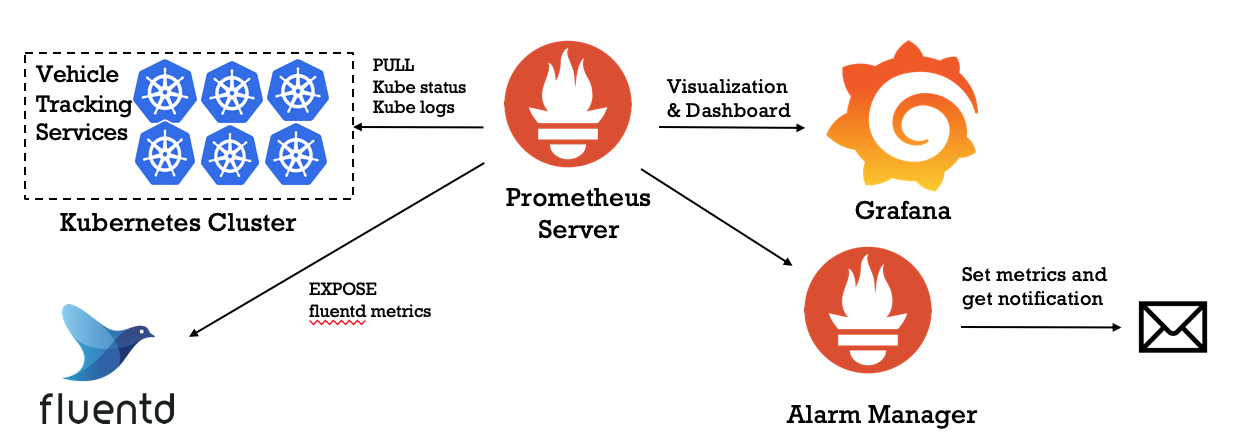 Vehicle
Tracking
Services
Kubernetes Cluster
PULL
Kube status
Kube logs
Prometheus
Server
Visualization
& Dashboard
Grafana
EXPOSE
fluentd metrics
fluentd
Set metrics and
get notification
Alarm Manager